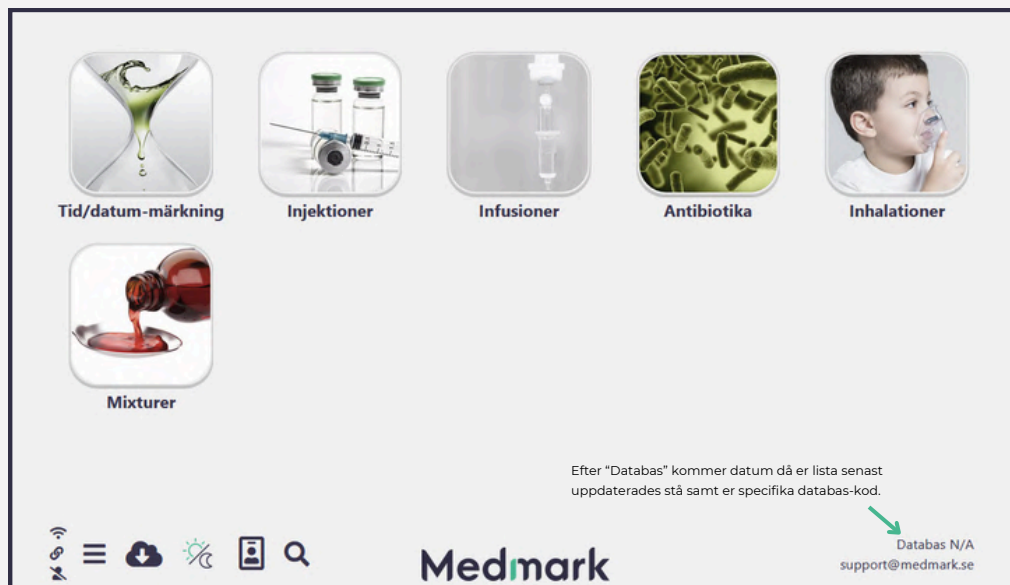 Tid/datum-märkning
Injektioner
Infusioner
Antibiotika
Inhalationer
Mixturer
Efter “Databas” kommer datum då er lista senast
uppdaterades stå samt er specifika databas-kod.
Medmark
Databas N/A
support@medmark.se